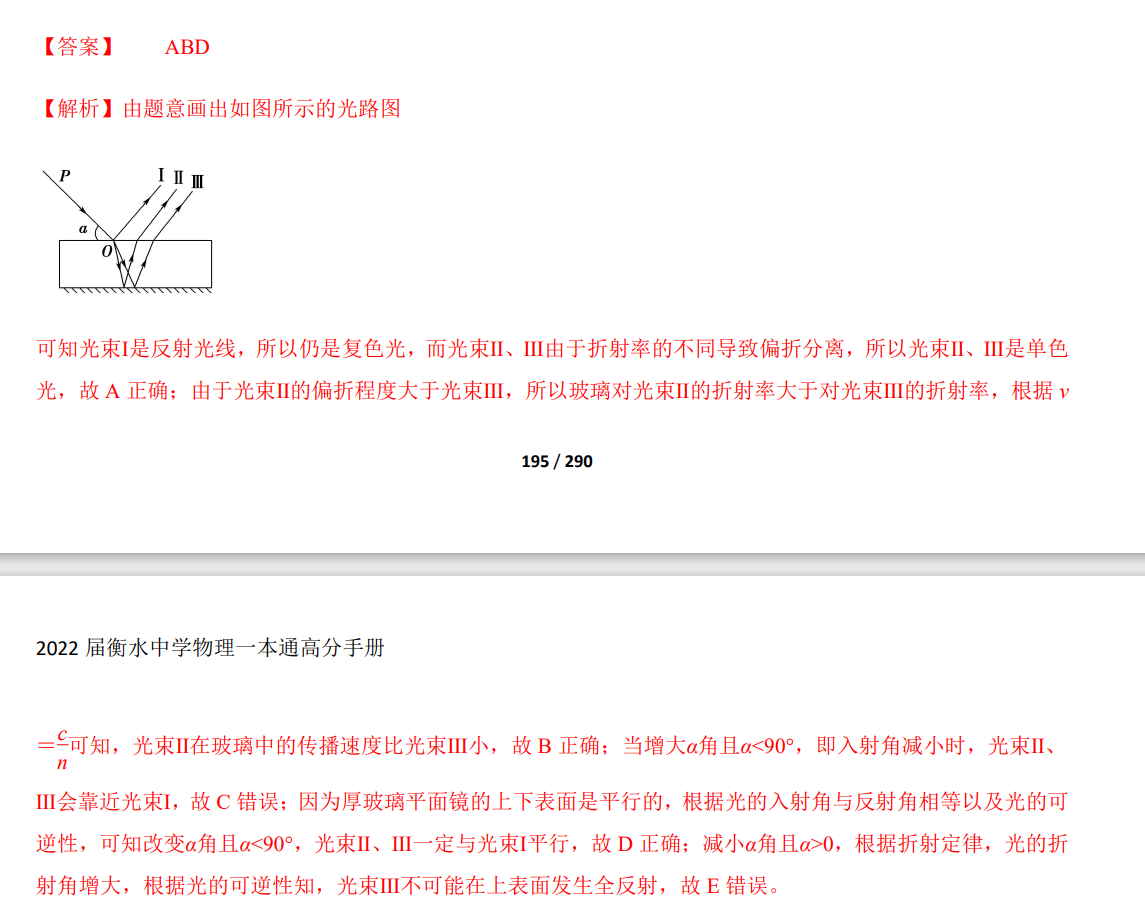 【答案】 ABD
【解析】由题意画出如图所示的光路图
P
Ⅰ Ⅱ Ⅲ
a
O
可知光束Ⅰ是反射光线，所以仍是复色光，而光束Ⅱ、Ⅲ由于折射率的不同导致偏折分离，所以光束Ⅱ、Ⅲ是单色
光，故 A 正确；由于光束Ⅱ的偏折程度大于光束Ⅲ，所以玻璃对光束Ⅱ的折射率大于对光束Ⅲ的折射率，根据 v
195 / 290
2022 届衡水中学物理一本通高分手册
＝c/n可知，光束Ⅱ在玻璃中的传播速度比光束Ⅲ小，故 B 正确；当增大α角且α<90°，即入射角减小时，光束Ⅱ、
Ⅲ会靠近光束Ⅰ，故 C 错误；因为厚玻璃平面镜的上下表面是平行的，根据光的入射角与反射角相等以及光的可
逆性，可知改变α角且α<90°，光束Ⅱ、Ⅲ一定与光束Ⅰ平行，故 D 正确；减小α角且α>0，根据折射定律，光的折
射角增大，根据光的可逆性知，光束Ⅲ不可能在上表面发生全反射，故 E 错误。